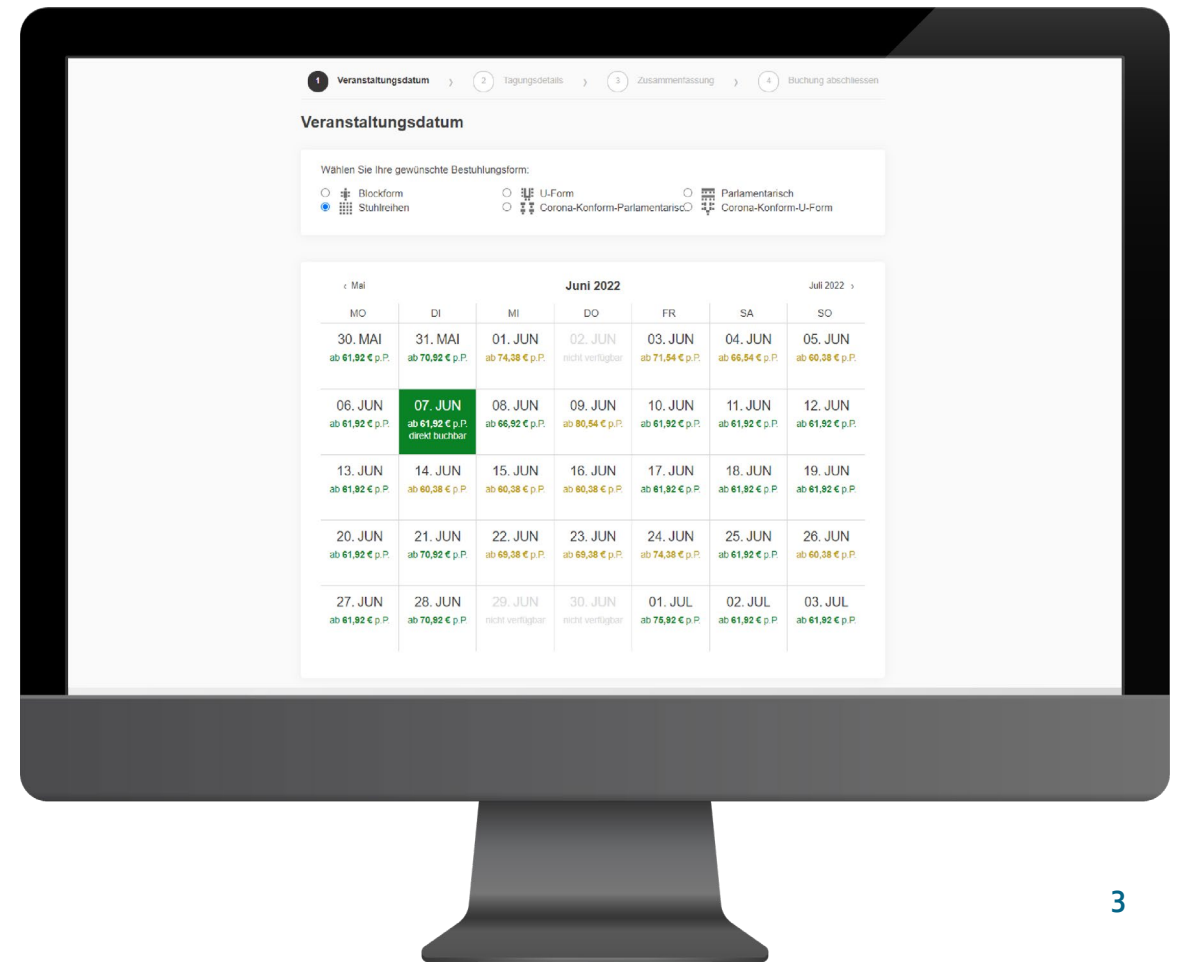 1 Veranstaltungsdatum › 2 Tagungsdetails › 3 Zusammenfassung › 4 Buchung abschliessen
Veranstaltungsdatum
Wählen Sie Ihre gewünschte Bestuhlungsform:
Blockform U-Form Parlamentarisch
Stuhlreihen Corona-Konform-Parlamentarisc Corona-Konform-U-Form
‹ Mai Juni 2022 Juli 2022 ›
MO DI MI DO FR SA SO
30. MAI 31. MAI 01. JUN 02. JUN 03. JUN 04. JUN 05. JUN
ab 61,92 € p.P. ab 70,92 € p.P. ab 74,38 € p.P. nicht verfügbar ab 71,54 € p.P. ab 66,54 € p.P. ab 60,38 € p.P.
06. JUN 07. JUN 08. JUN 09. JUN 10. JUN 11. JUN 12. JUN
ab 61,92 € p.P. ab 61,92 € p.P. ab 66,92 € p.P. ab 80,54 € p.P. ab 61,92 € p.P. ab 61,92 € p.P. ab 61,92 € p.P.
direkt buchbar
13. JUN 14. JUN 15. JUN 16. JUN 17. JUN 18. JUN 19. JUN
ab 61,92 € p.P. ab 60,38 € p.P. ab 60,38 € p.P. ab 60,38 € p.P. ab 61,92 € p.P. ab 61,92 € p.P. ab 61,92 € p.P.
20. JUN 21. JUN 22. JUN 23. JUN 24. JUN 25. JUN 26. JUN
ab 61,92 € p.P. ab 70,92 € p.P. ab 69,38 € p.P. ab 69,38 € p.P. ab 74,38 € p.P. ab 61,92 € p.P. ab 60,38 € p.P.
27. JUN 28. JUN 29. JUN 30. JUN 01. JUL 02. JUL 03. JUL
ab 61,92 € p.P. ab 70,92 € p.P. nicht verfügbar nicht verfügbar ab 75,92 € p.P. ab 61,92 € p.P. ab 61,92 € p.P.
3